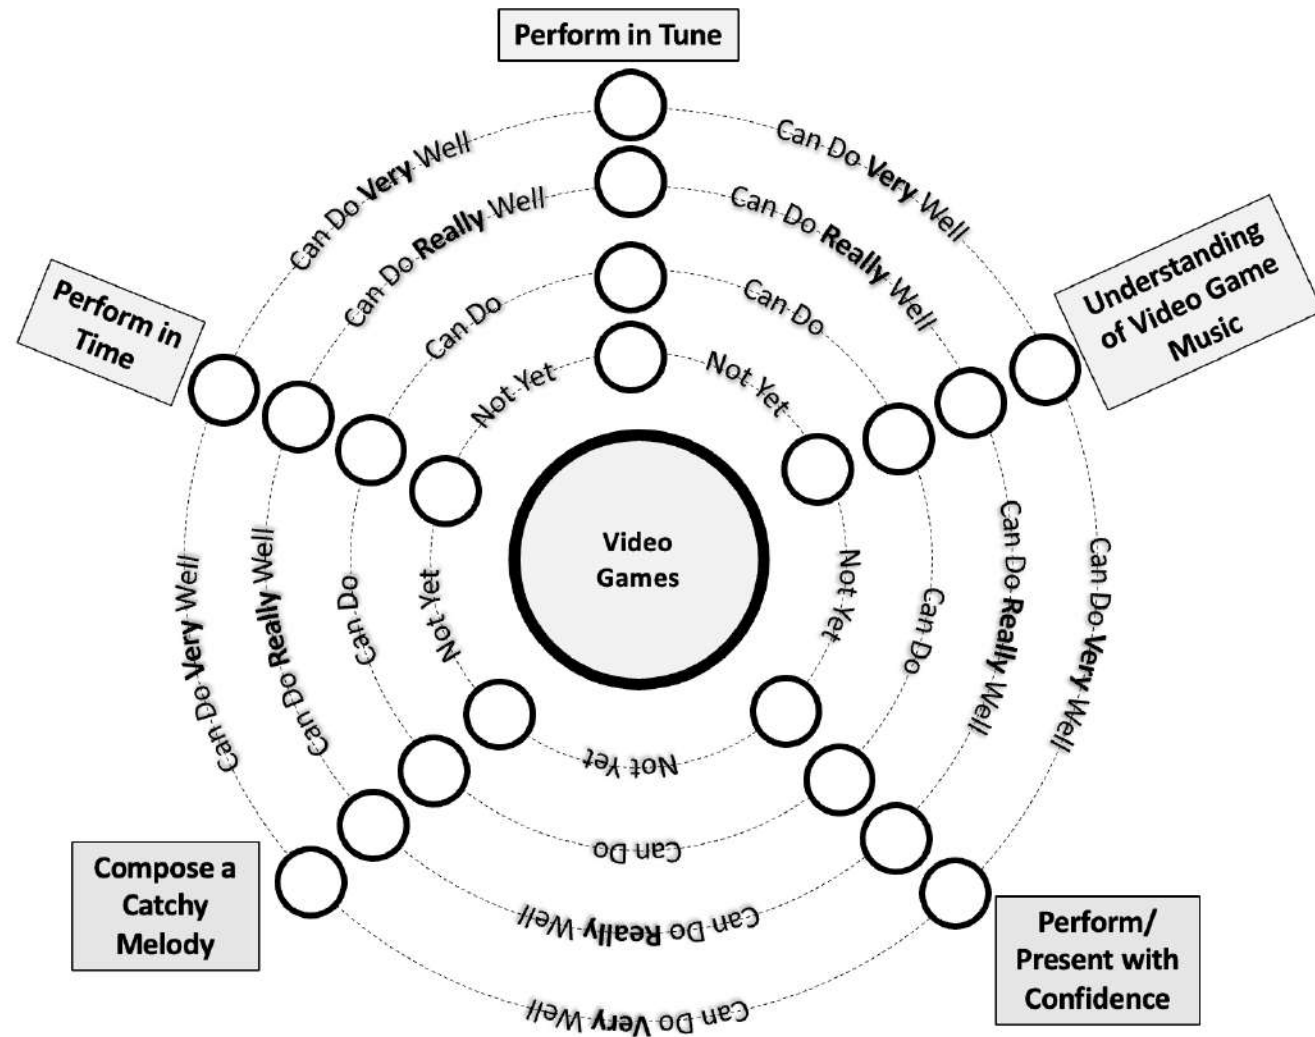 Perform in Tune
Understanding
of Video Game
Music
Perform in
Time
Compose a
Catchy
Melody
Perform/
Present with
Confidence
Video
Games
Can Do Very Well
Can Do Very Well
Can Do Very Well
Can Do Very Well
Can Do Very Well
Can Do Really Well
Can Do Really Well
Can Do Really Well
Can Do Really Well
Can Do Really Well
Can Do
Can Do
Can Do
Can Do
Can Do
Not Yet
Not Yet
Not Yet
Not Yet
Not Yet